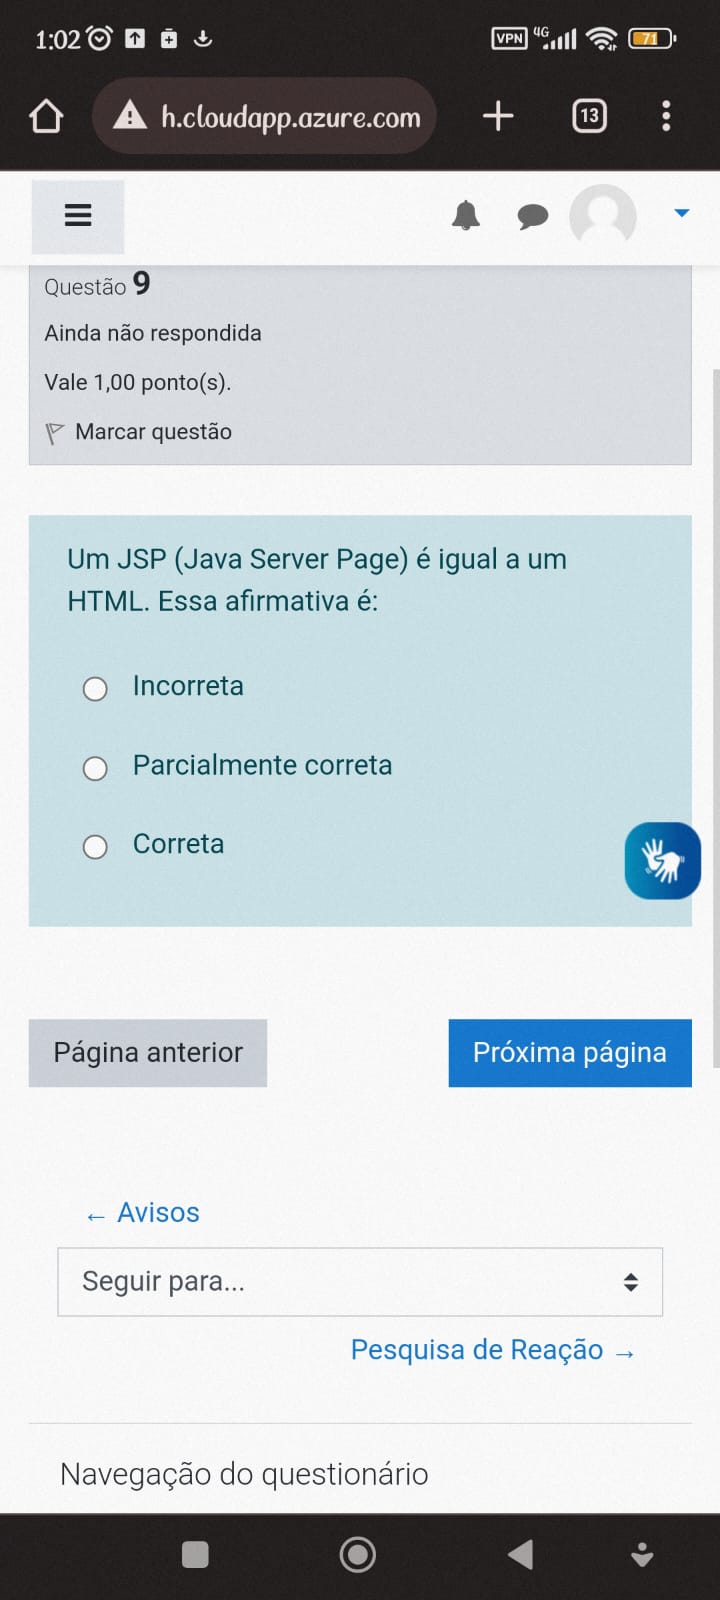 1:02
VPN 4G 71
h.cloudapp.azure.com
13
Questão 9
Ainda não respondida
Vale 1,00 ponto(s).
Marcar questão
Um JSP (Java Server Page) é igual a um
HTML. Essa afirmativa é:
Incorreta
Parcialmente correta
Correta
Página anterior
Próxima página
← Avisos
Seguir para...
Pesquisa de Reação →
Navegação do questionário